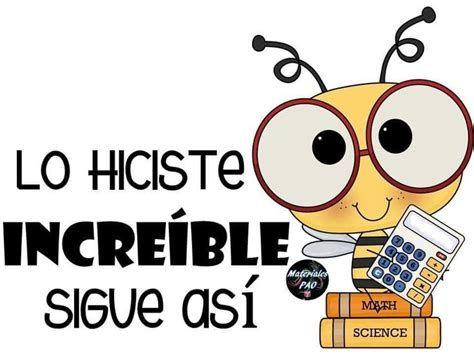 Lo Hiciste
INCREÍBLE
Sigue así
Materiales
PAO
MATH
SCIENCE